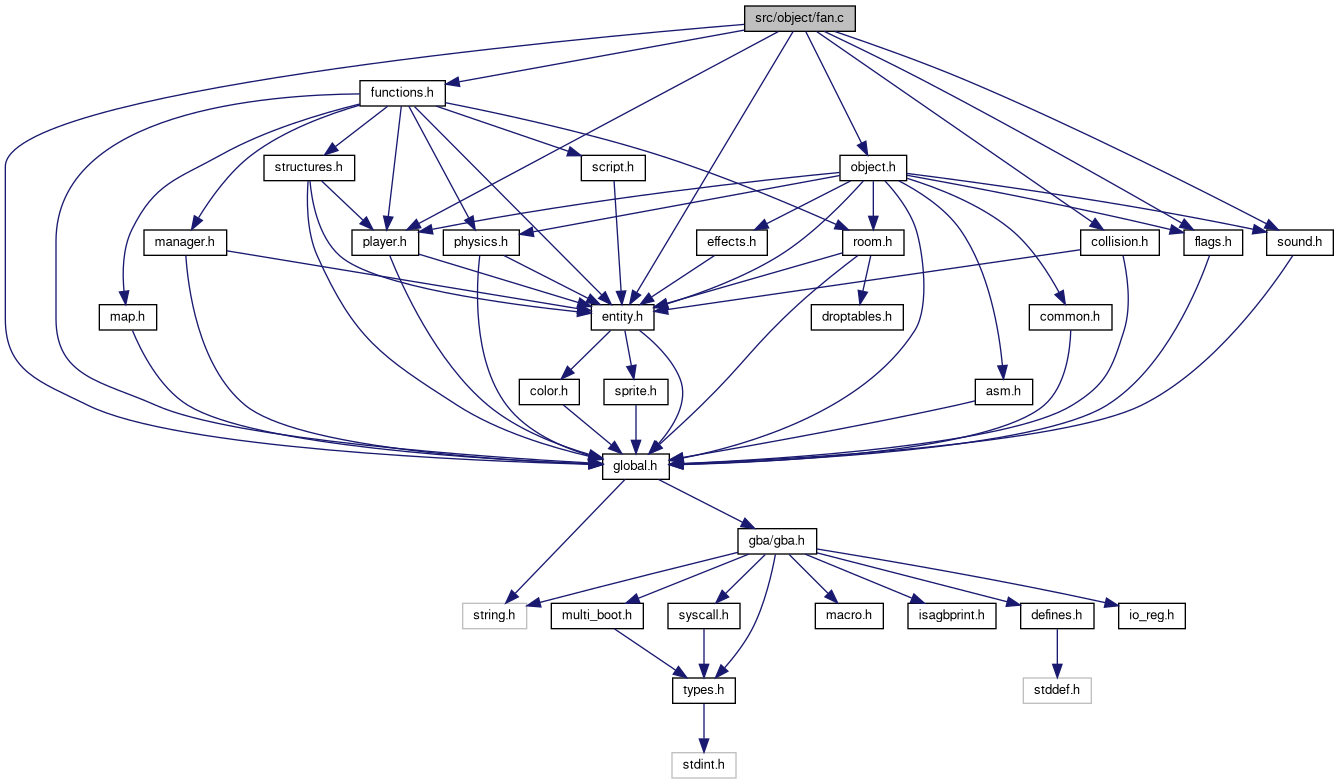 src/object/fan.c
functions.h
structures.h
script.h
object.h
manager.h
player.h
physics.h
effects.h
room.h
collision.h
flags.h
sound.h
map.h
entity.h
droptables.h
common.h
color.h
sprite.h
asm.h
global.h
gba/gba.h
string.h
multi_boot.h
syscall.h
macro.h
isagbprint.h
defines.h
io_reg.h
types.h
stddef.h
stdint.h